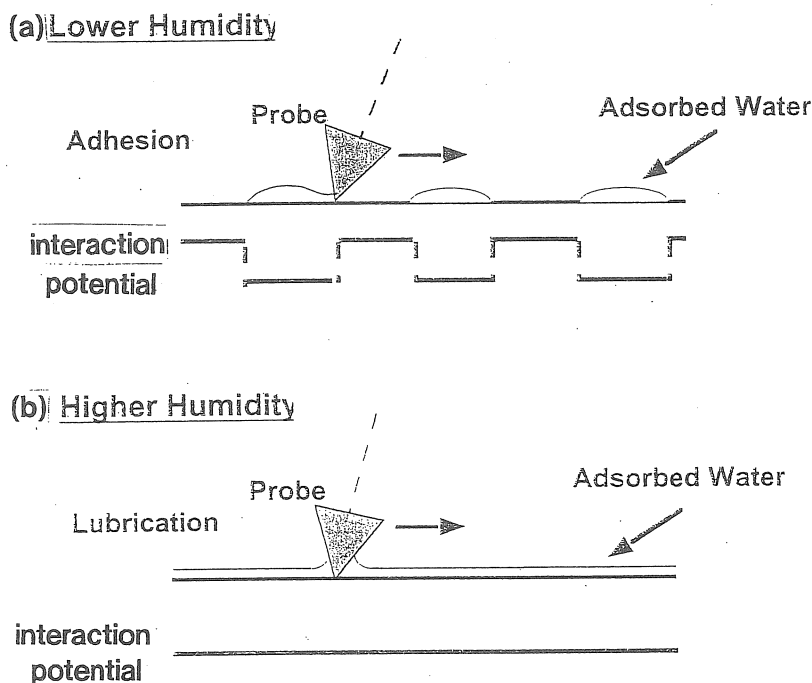 (a) Lower Humidity
Probe
Adsorbed Water
Adhesion
interaction
potential
(b) Higher Humidity
Probe
Adsorbed Water
Lubrication
interaction
potential